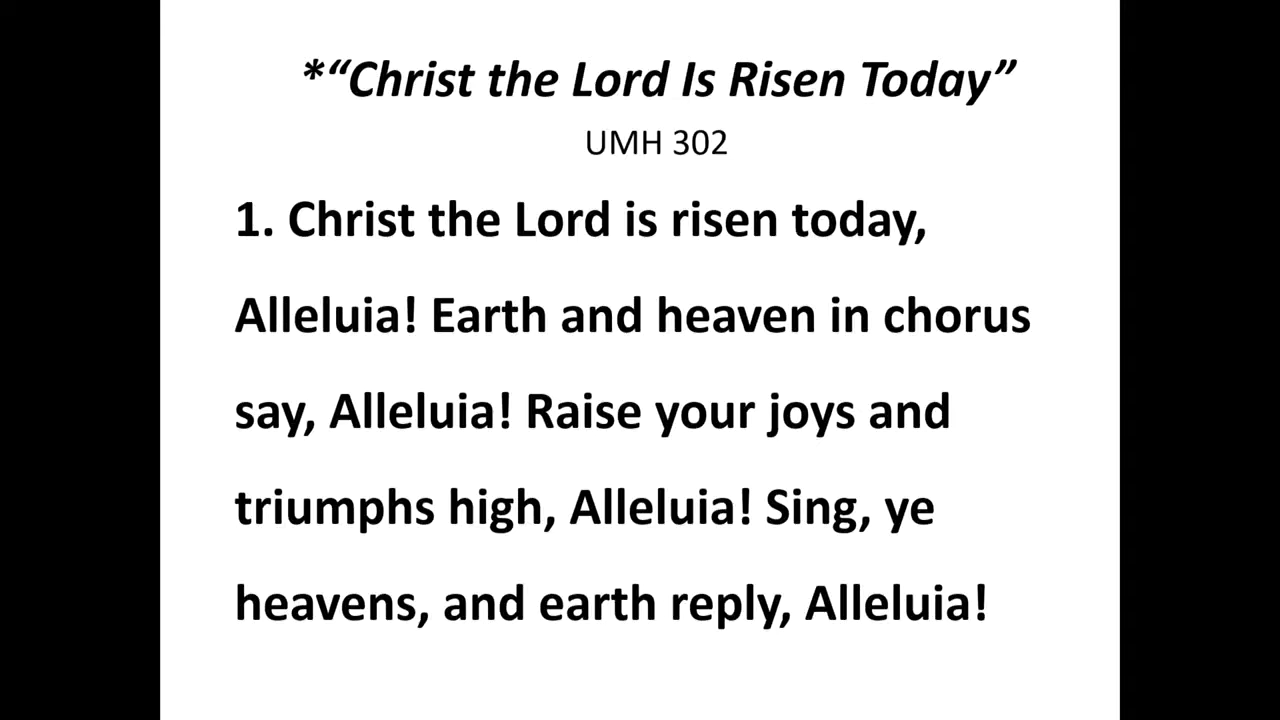 *“Christ the Lord Is Risen Today”
UMH 302
1. Christ the Lord is risen today,
Alleluia! Earth and heaven in chorus
say, Alleluia! Raise your joys and
triumphs high, Alleluia! Sing, ye
heavens, and earth reply, Alleluia!